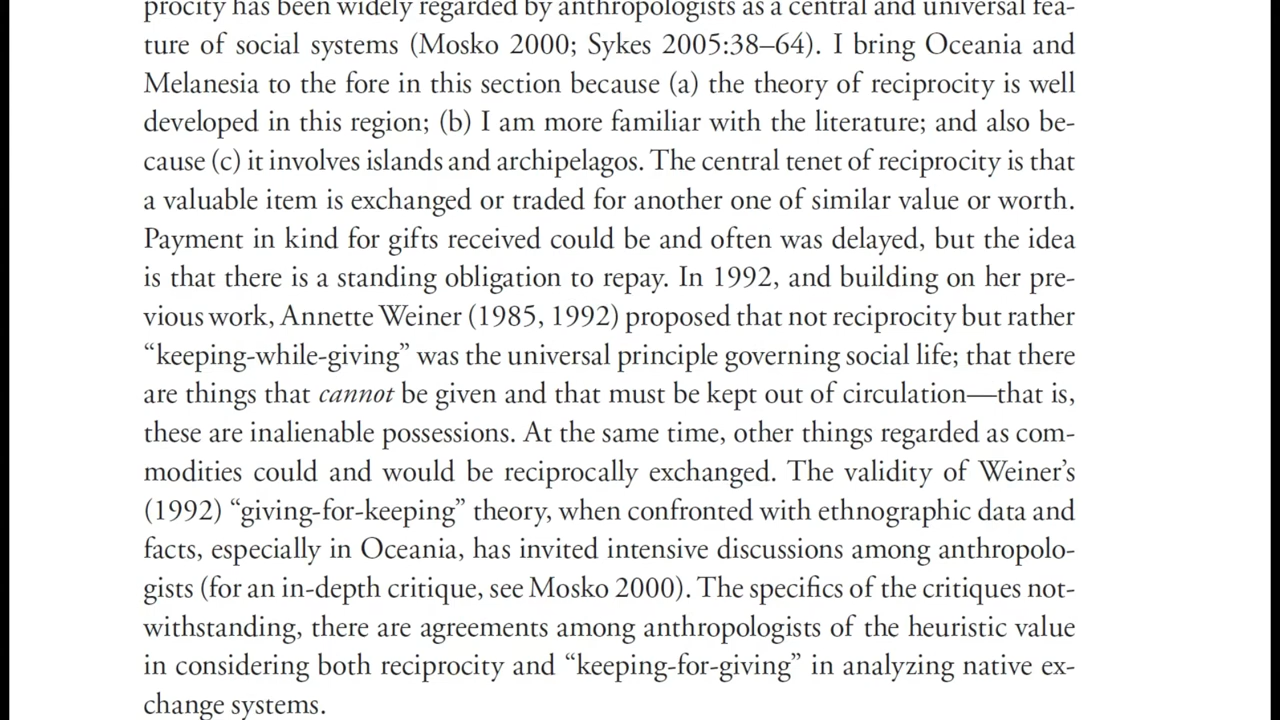 procity has been widely regarded by anthropologists as a central and universal fea-
ture of social systems (Mosko 2000; Sykes 2005:38–64). I bring Oceania and
Melanesia to the fore in this section because (a) the theory of reciprocity is well
developed in this region; (b) I am more familiar with the literature; and also be-
cause (c) it involves islands and archipelagos. The central tenet of reciprocity is that
a valuable item is exchanged or traded for another one of similar value or worth.
Payment in kind for gifts received could be and often was delayed, but the idea
is that there is a standing obligation to repay. In 1992, and building on her pre-
vious work, Annette Weiner (1985, 1992) proposed that not reciprocity but rather
“keeping-while-giving” was the universal principle governing social life; that there
are things that cannot be given and that must be kept out of circulation—that is,
these are inalienable possessions. At the same time, other things regarded as com-
modities could and would be reciprocally exchanged. The validity of Weiner’s
(1992) “giving-for-keeping” theory, when confronted with ethnographic data and
facts, especially in Oceania, has invited intensive discussions among anthropolo-
gists (for an in-depth critique, see Mosko 2000). The specifics of the critiques not-
withstanding, there are agreements among anthropologists of the heuristic value
in considering both reciprocity and “keeping-for-giving” in analyzing native ex-
change systems.